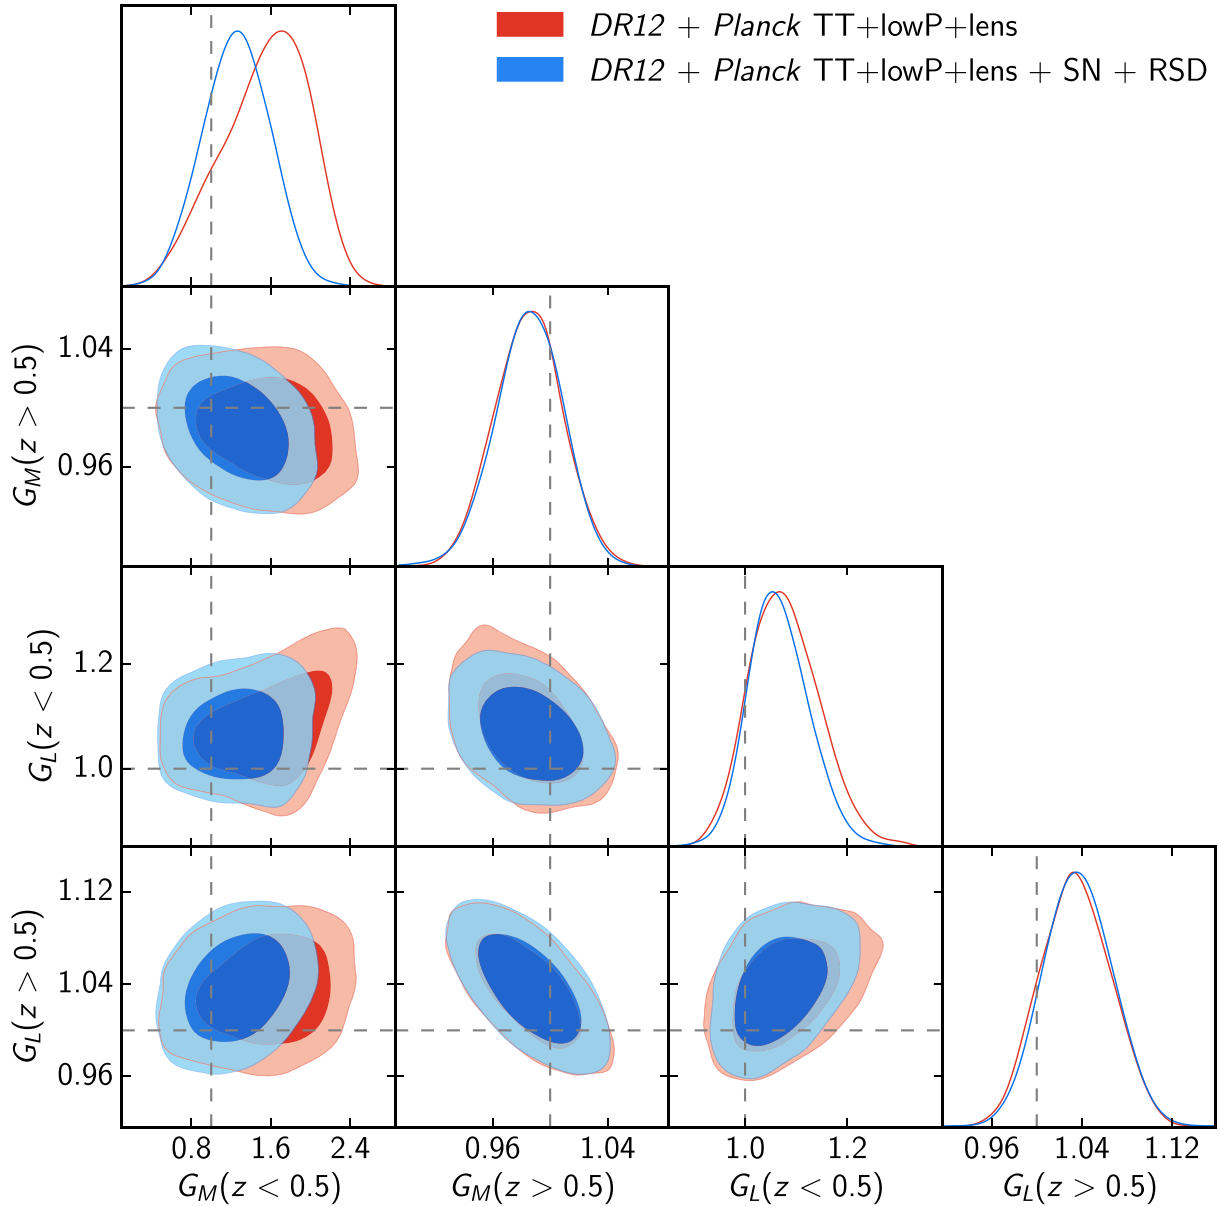 DR12 + Planck TT+lowP+lens
DR12 + Planck TT+lowP+lens + SN + RSD
1.04
0.96
G_M(z > 0.5)
1.2
1.0
G_L(z < 0.5)
1.12
1.04
0.96
G_L(z > 0.5)
0.8 1.6 2.4 0.96 1.04 1.0 1.2 0.96 1.04 1.12
G_M(z < 0.5) G_M(z > 0.5) G_L(z < 0.5) G_L(z > 0.5)